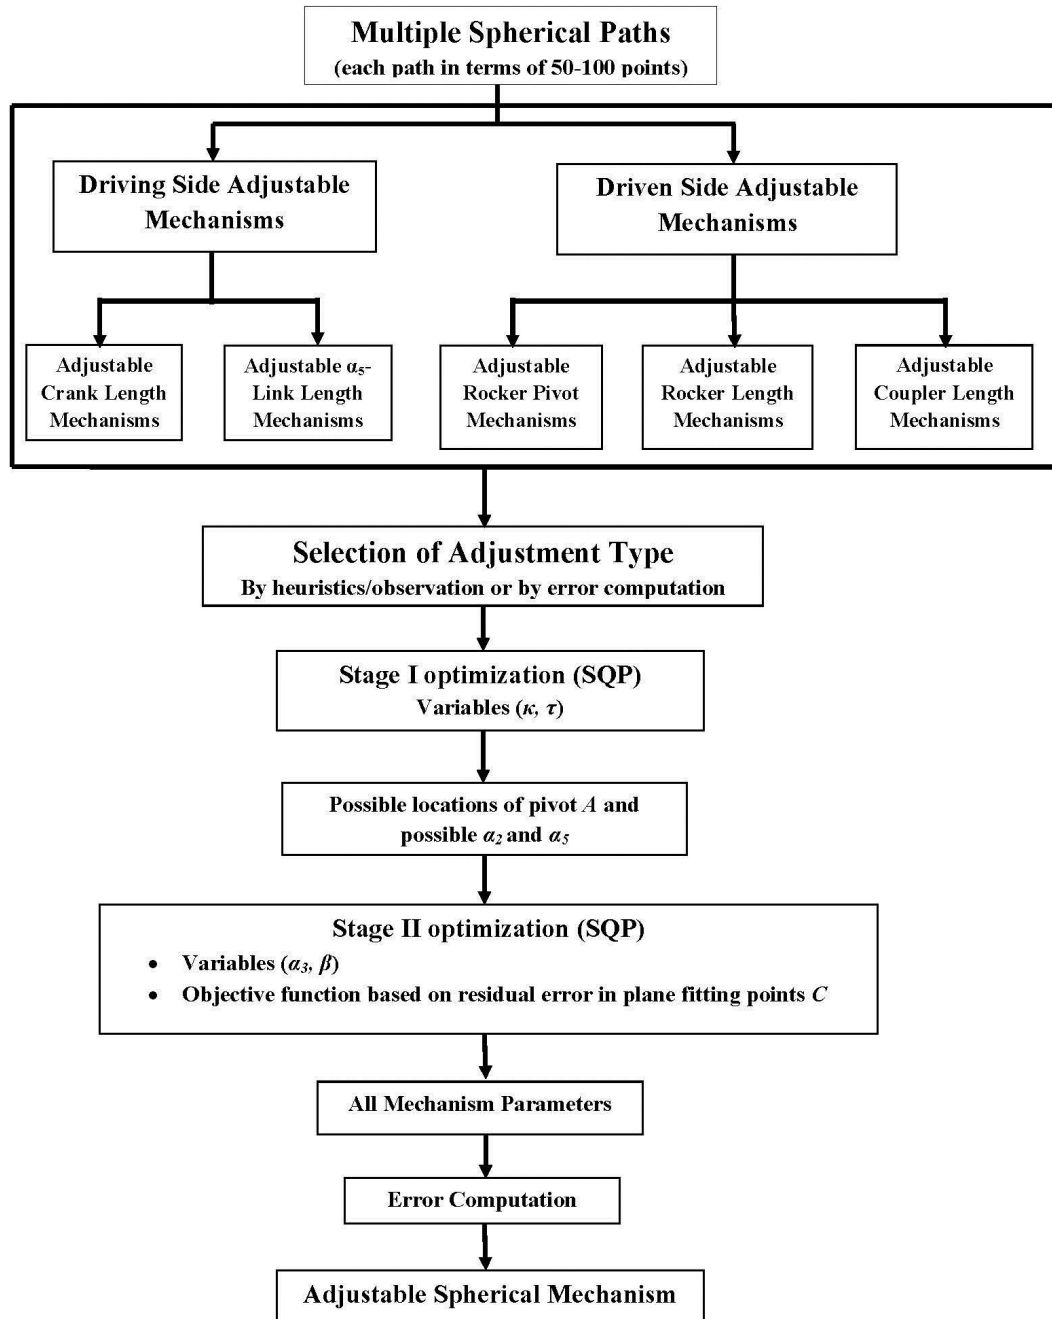 Multiple Spherical Paths
(each path in terms of 50-100 points)
Driving Side Adjustable
Mechanisms
Driven Side Adjustable
Mechanisms
Adjustable
Crank Length
Mechanisms
Adjustable α₅-
Link Length
Mechanisms
Adjustable
Rocker Pivot
Mechanisms
Adjustable
Rocker Length
Mechanisms
Adjustable
Coupler Length
Mechanisms
Selection of Adjustment Type
By heuristics/observation or by error computation
Stage I optimization (SQP)
Variables (κ, τ)
Possible locations of pivot A and
possible α₂ and α₅
Stage II optimization (SQP)
• Variables (α₃, β)
• Objective function based on residual error in plane fitting points C
All Mechanism Parameters
Error Computation
Adjustable Spherical Mechanism